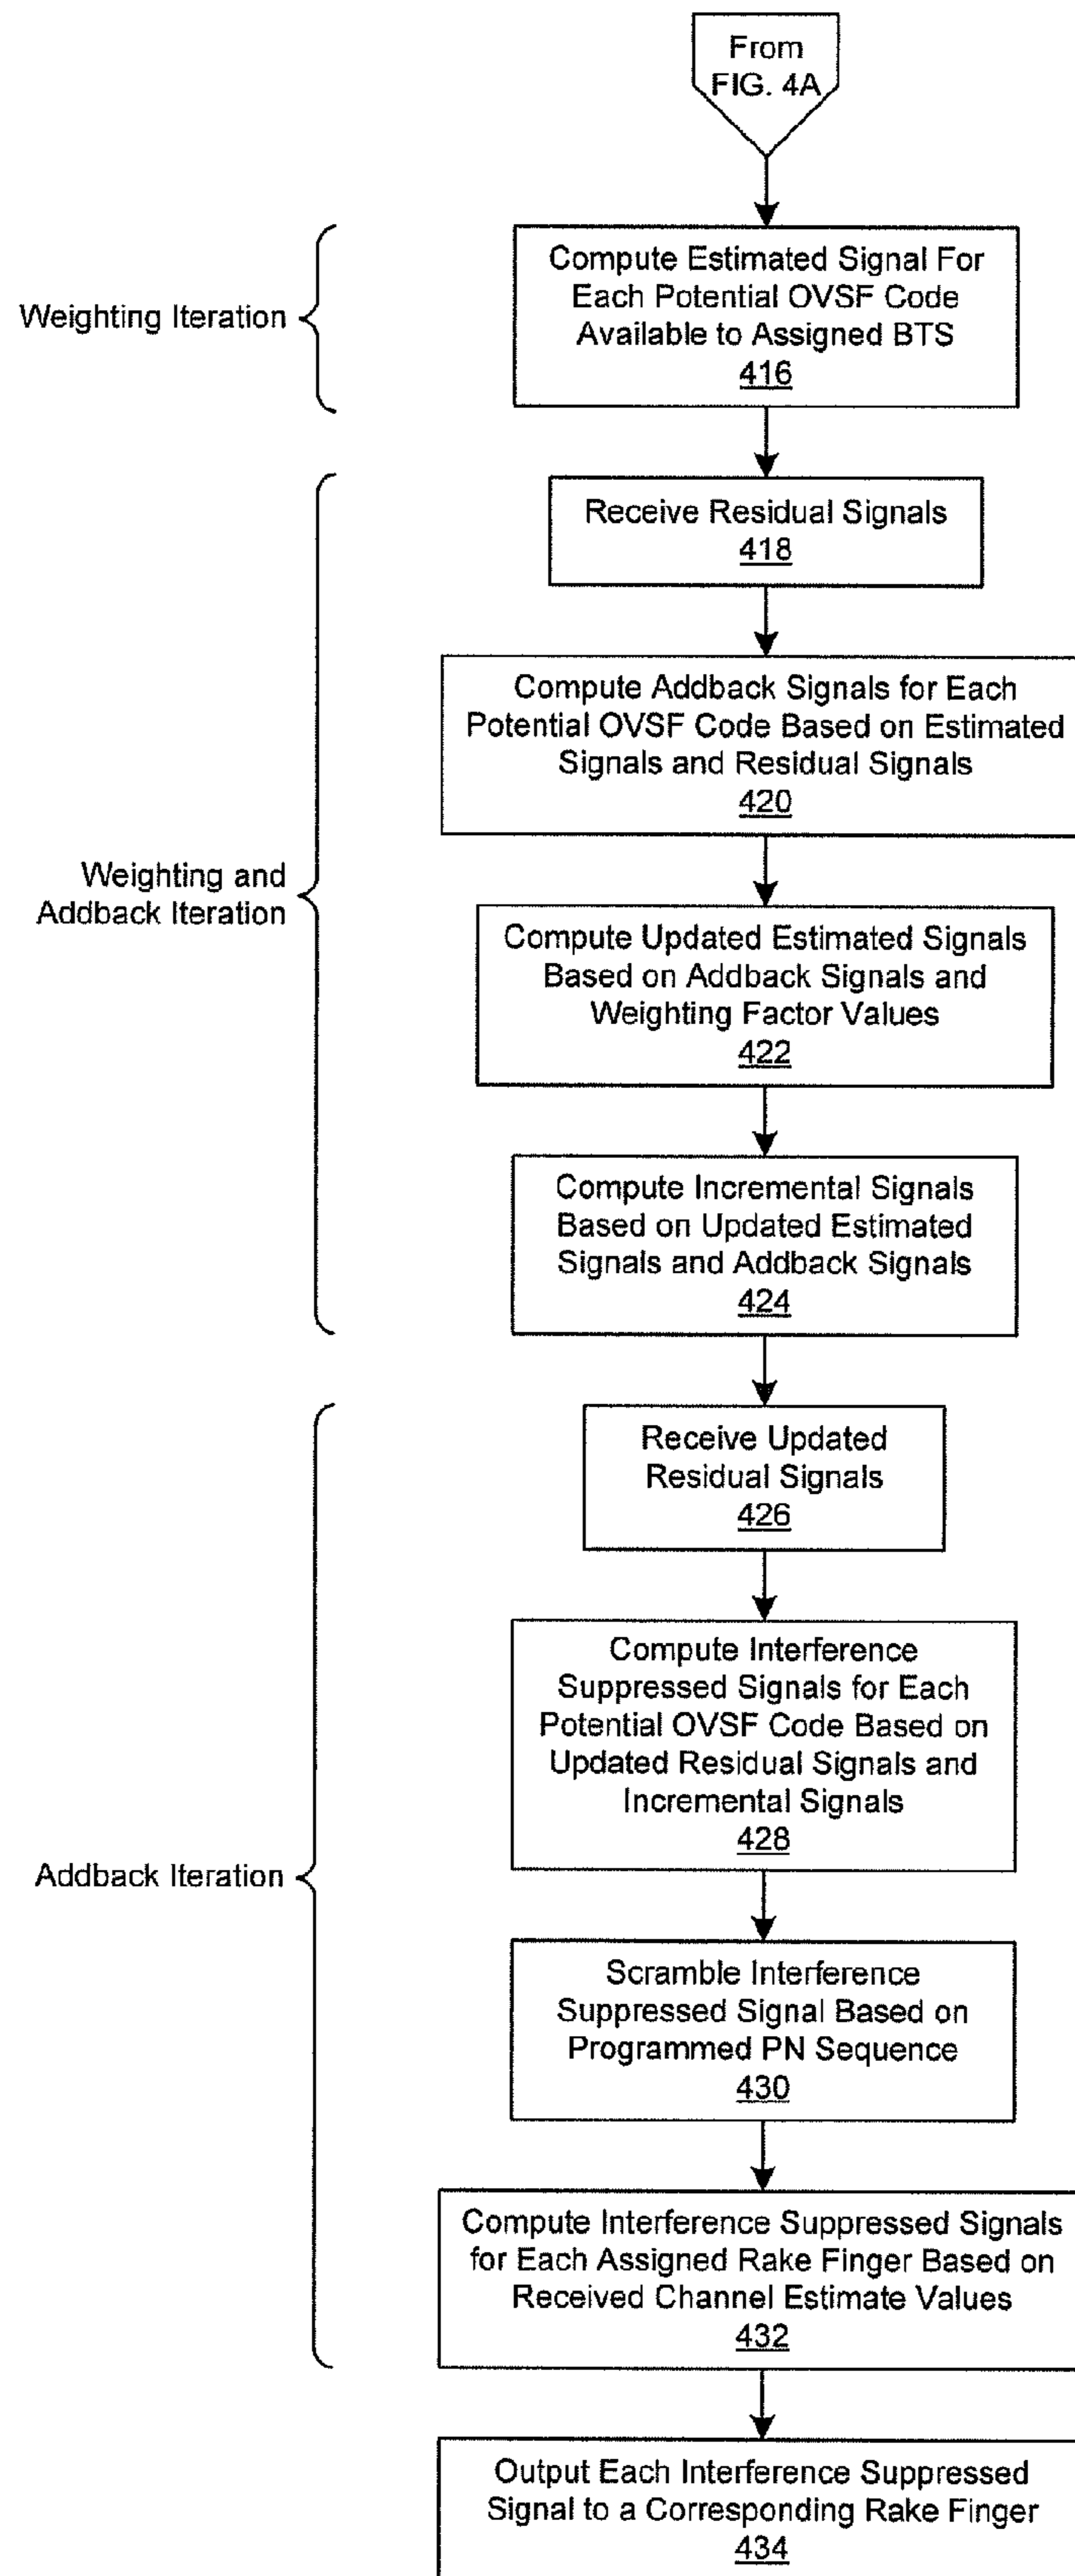 From
FIG. 4A
Weighting Iteration
Compute Estimated Signal For
Each Potential OVSF Code
Available to Assigned BTS
416
Weighting and
Addback Iteration
Receive Residual Signals
418
Compute Addback Signals for Each
Potential OVSF Code Based on Estimated
Signals and Residual Signals
420
Compute Updated Estimated Signals
Based on Addback Signals and
Weighting Factor Values
422
Compute Incremental Signals
Based on Updated Estimated
Signals and Addback Signals
424
Addback Iteration
Receive Updated
Residual Signals
426
Compute Interference
Suppressed Signals for Each
Potential OVSF Code Based on
Updated Residual Signals and
Incremental Signals
428
Scramble Interference
Suppressed Signal Based on
Programmed PN Sequence
430
Compute Interference Suppressed Signals
for Each Assigned Rake Finger Based on
Received Channel Estimate Values
432
Output Each Interference Suppressed
Signal to a Corresponding Rake Finger
434